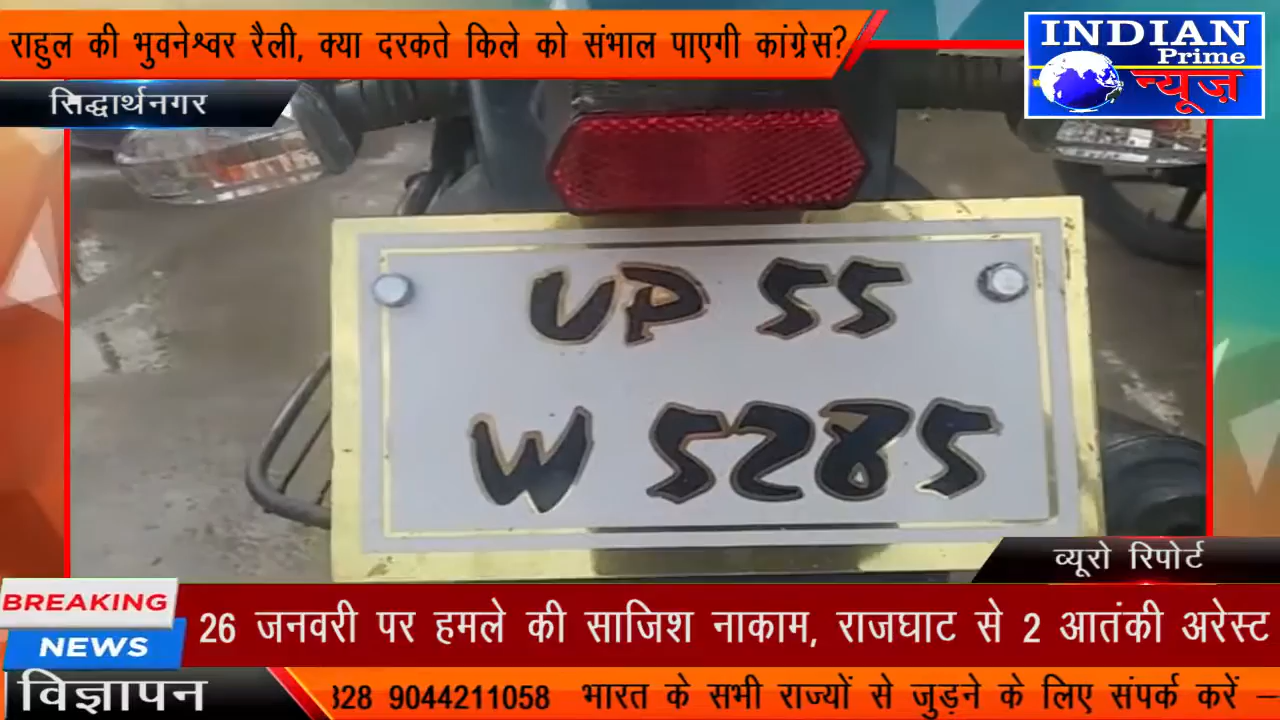 राहुल की भुवनेश्वर रैली, क्या दरकते किले को संभाल पाएगी कांग्रेस?
INDIAN
Prime
न्यूज़
सिद्धार्थनगर
UP 55
W 5285
व्यूरो रिपोर्ट
BREAKING
NEWS
26 जनवरी पर हमले की साजिश नाकाम, राजघाट से 2 आतंकी अरेस्ट
विज्ञापन
328 9044211058 भारत के सभी राज्यों से जुड़ने के लिए संपर्क करें –